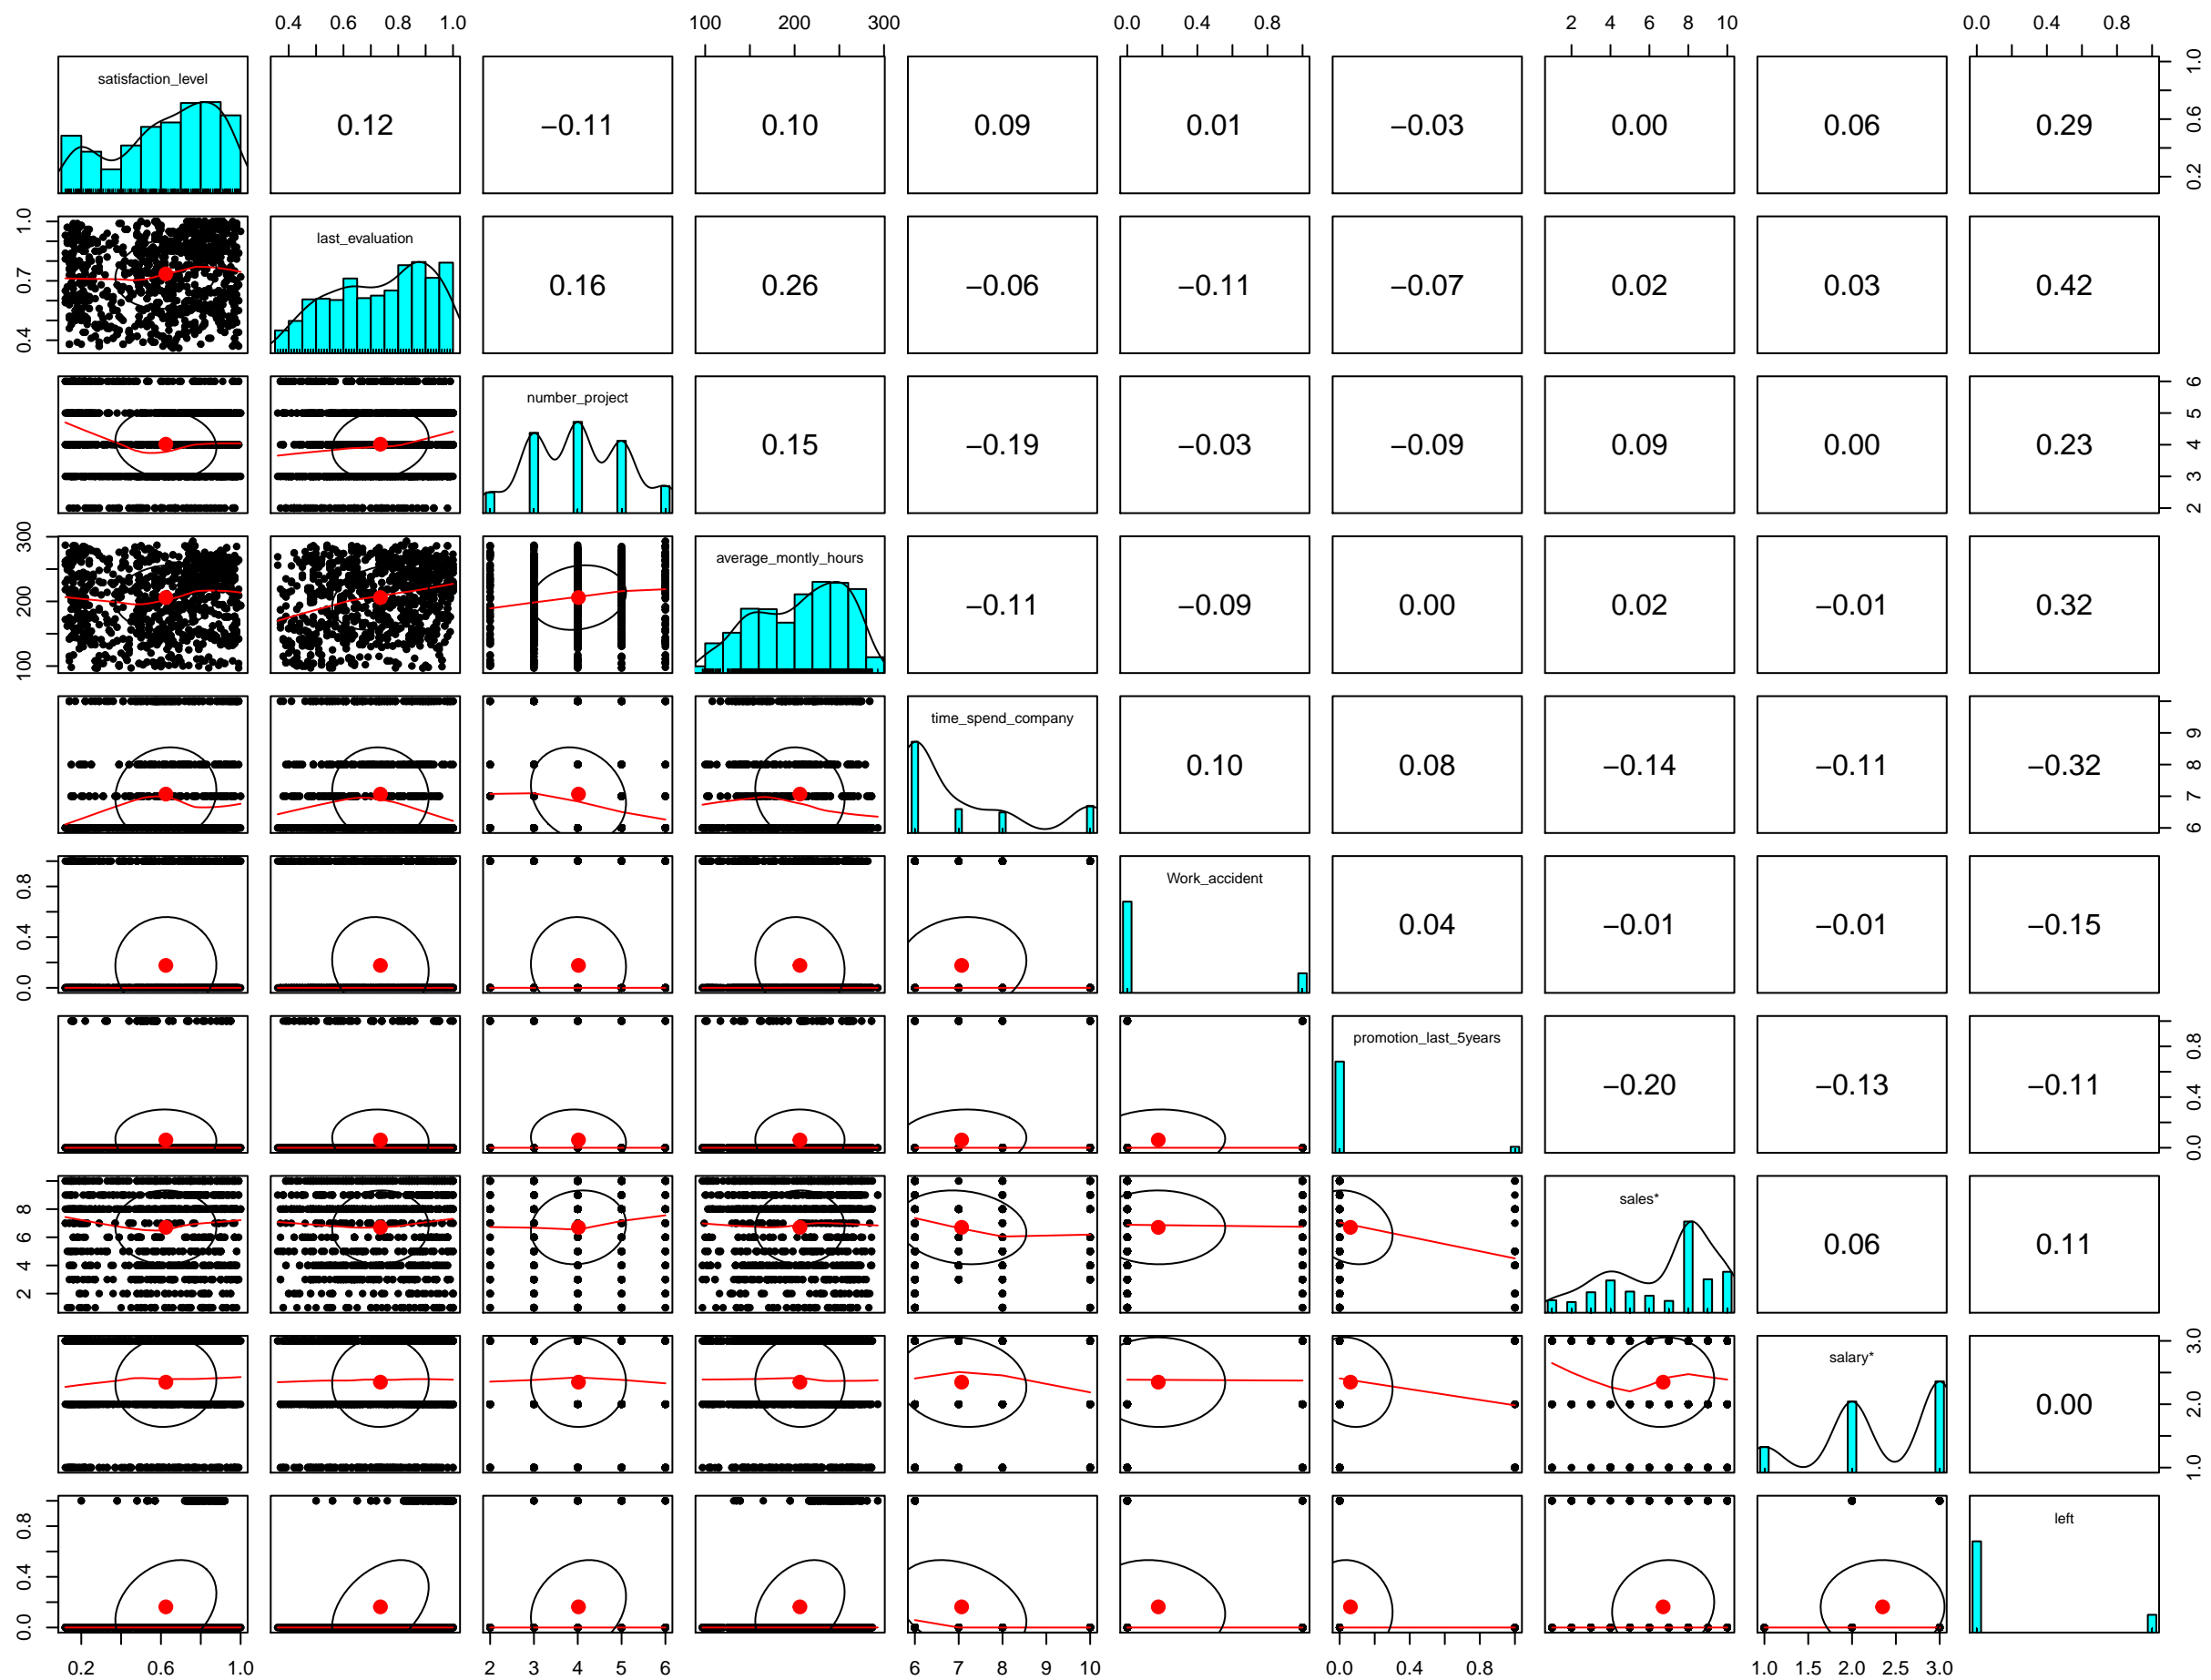 0.4 0.6 0.8 1.0 100 200 300 0.0 0.4 0.8 2 4 6 8 10 0.0 0.4 0.8
satisfaction_level 0.12 −0.11 0.10 0.09 0.01 −0.03 0.00 0.06 0.29 0.2 0.6 1.0
0.4 0.7 1.0 last_evaluation 0.16 0.26 −0.06 −0.11 −0.07 0.02 0.03 0.42
number_project 0.15 −0.19 −0.03 −0.09 0.09 0.00 0.23 2 3 4 5 6
100 200 300 average_montly_hours −0.11 −0.09 0.00 0.02 −0.01 0.32
time_spend_company 0.10 0.08 −0.14 −0.11 −0.32 6 7 8 9
0.0 0.4 0.8 Work_accident 0.04 −0.01 −0.01 −0.15
promotion_last_5years −0.20 −0.13 −0.11 0.0 0.4 0.8
2 4 6 8 sales* 0.06 0.11
salary* 0.00 1.0 2.0 3.0
0.0 0.4 0.8 left
0.2 0.6 1.0 2 3 4 5 6 6 7 8 9 10 0.0 0.4 0.8 1.0 1.5 2.0 2.5 3.0